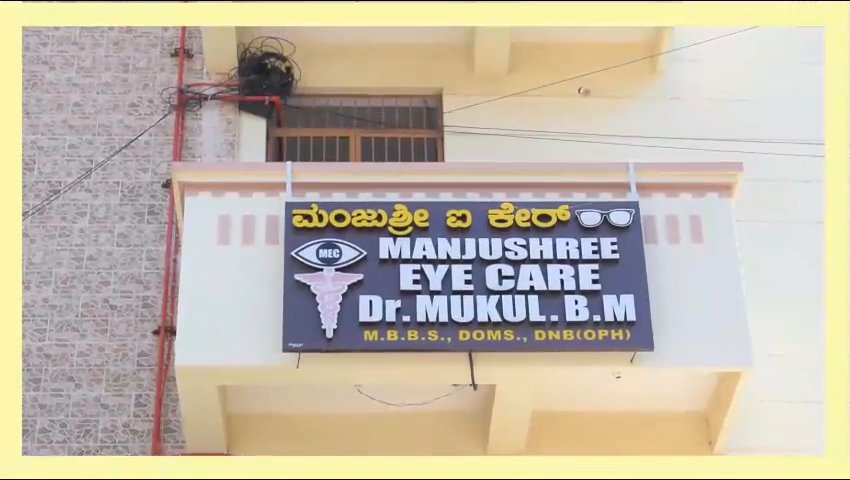 ಮಂಜುಶ್ರೀ ಐ ಕೇರ್
MEC
MANJUSHREE
EYE CARE
Dr. MUKUL. B.M
M.B.B.S., DOMS., DNB(OPH)